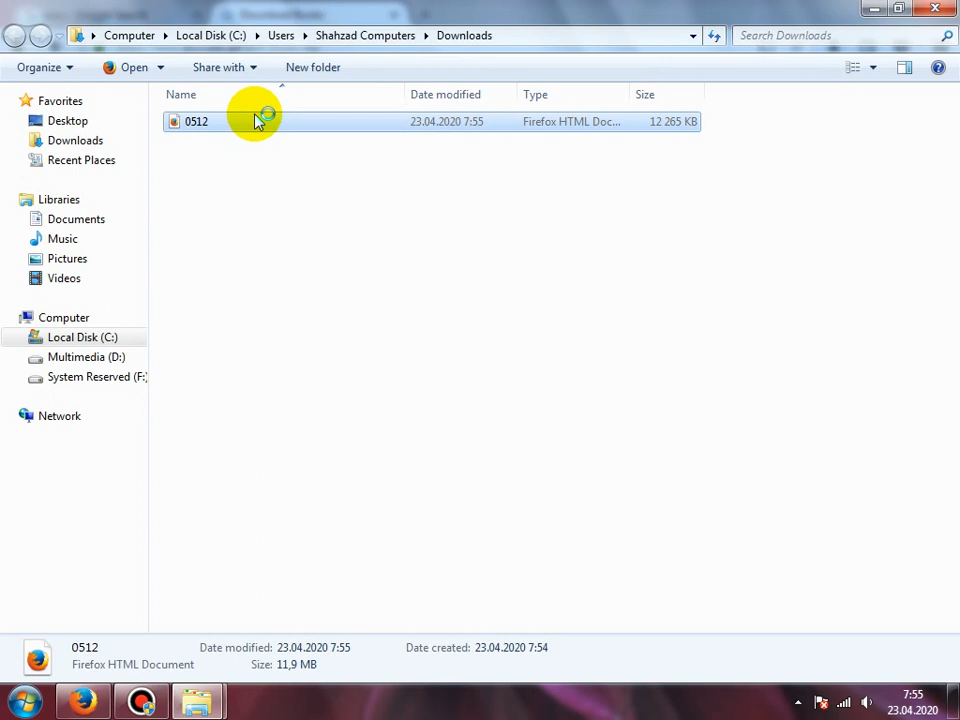 Computer Local Disk (C:) Users Shahzad Computers Downloads Search Downloads
Organize Open Share with New folder
Name Date modified Type Size
0512 23.04.2020 7:55 Firefox HTML Doc... 12 265 KB
Favorites
Desktop
Downloads
Recent Places
Libraries
Documents
Music
Pictures
Videos
Computer
Local Disk (C:)
Multimedia (D:)
System Reserved (F:
Network
0512 Date modified: 23.04.2020 7:55 Date created: 23.04.2020 7:54
Firefox HTML Document Size: 11,9 MB
7:55
23.04.2020